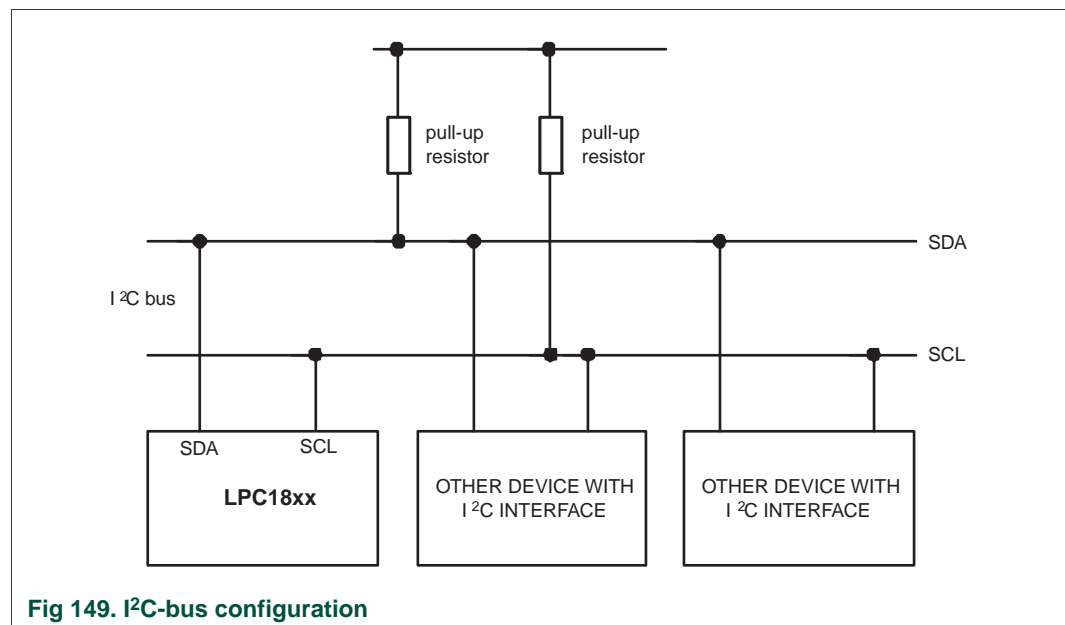 pull-up
resistor
pull-up
resistor
SDA
I ²C bus
SCL
SDA
SCL
LPC18xx
OTHER DEVICE WITH
I ²C INTERFACE
OTHER DEVICE WITH
I ²C INTERFACE
Fig 149. I²C-bus configuration